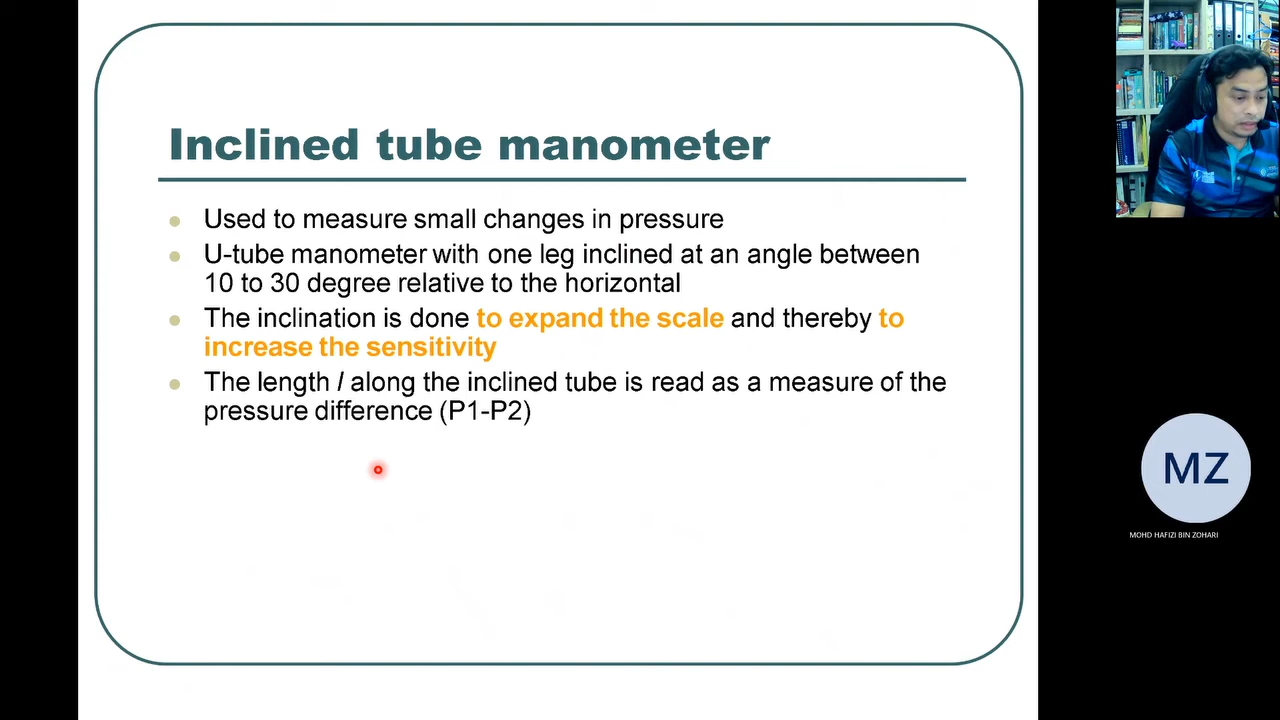 Inclined tube manometer
Used to measure small changes in pressure
U-tube manometer with one leg inclined at an angle between
10 to 30 degree relative to the horizontal
The inclination is done to expand the scale and thereby to
increase the sensitivity
The length l along the inclined tube is read as a measure of the
pressure difference (P1-P2)
MZ
MOHD HAFIZI BIN ZOHARI